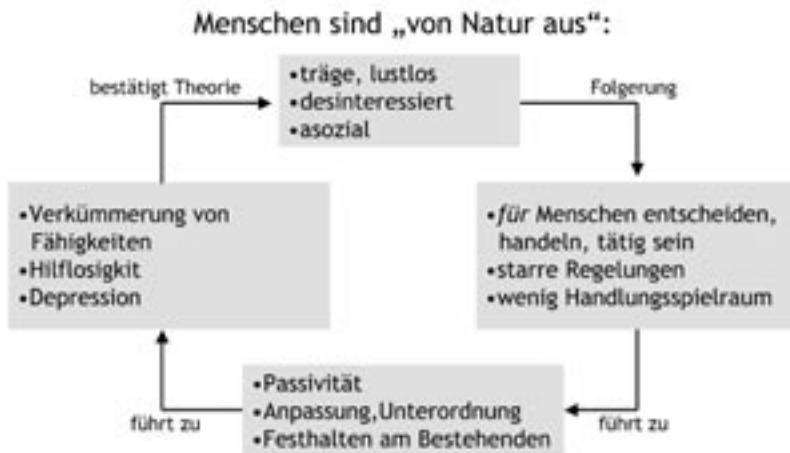 Menschen sind „von Natur aus“:
bestätigt Theorie
•träge, lustlos
•desinteressiert
•asozial
Folgerung
•für Menschen entscheiden,
handeln, tätig sein
•starre Regelungen
•wenig Handlungsspielraum
führt zu
•Passivität
•Anpassung,Unterordnung
•Festhalten am Bestehenden
führt zu
•Verkümmerung von
Fähigkeiten
•Hilflosigkit
•Depression